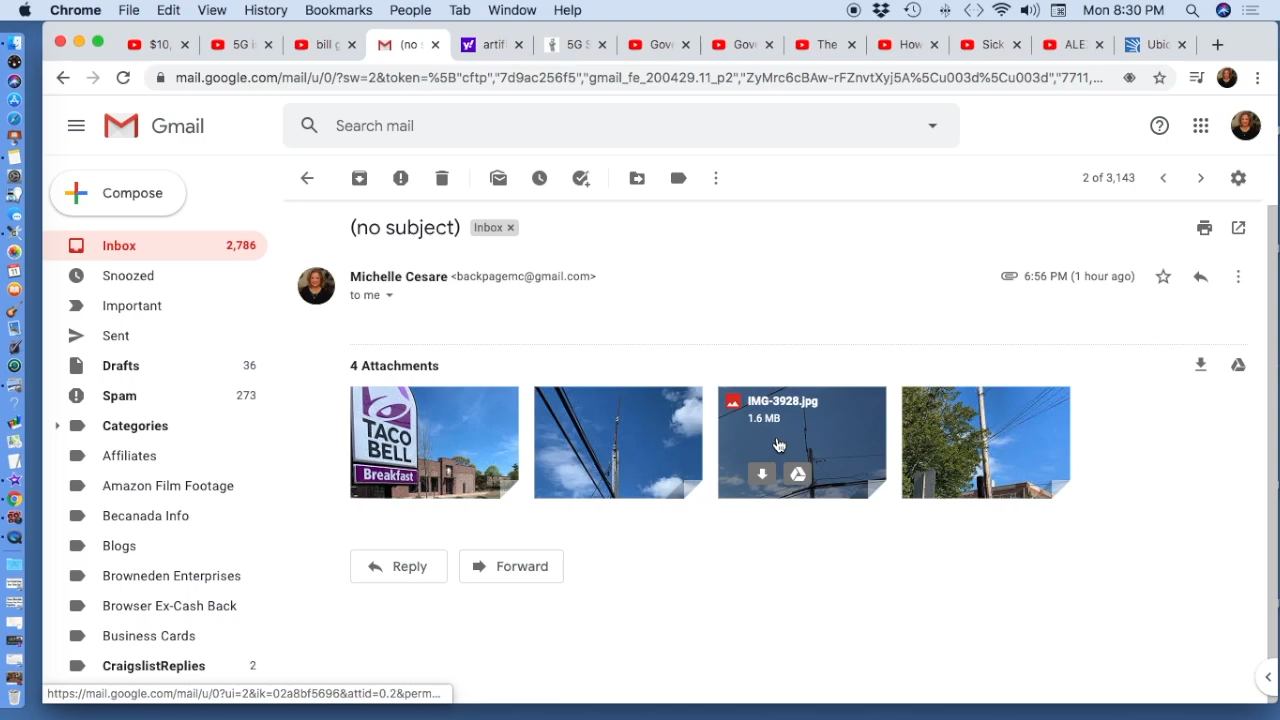 Chrome File Edit View History Bookmarks People Tab Window Help Mon 8:30 PM
$10, 5G i bill g (no s artifi 5G S Gove Gove The How Sick ALE Ubic
mail.google.com/mail/u/0/?sw=2&token=%5B"cftp","7d9ac256f5","gmail_fe_200429.11_p2","ZyMrc6cBAw-rFZnvtXyj5A%5Cu003d%5Cu003d","7711,...
Gmail
Search mail
Compose
2 of 3,143
(no subject)
Inbox x
Inbox 2,786
Michelle Cesare <backpagemc@gmail.com>
6:56 PM (1 hour ago)
to me
Snoozed
Important
Sent
Drafts 36
4 Attachments
Spam 273
TACO
BELL
Breakfast
IMG-3928.jpg
1.6 MB
Categories
Affiliates
Amazon Film Footage
Becanada Info
Blogs
Reply
Forward
Browneden Enterprises
Browser Ex-Cash Back
Business Cards
CraigslistReplies 2
https://mail.google.com/mail/u/0?ui=2&ik=02a8bf5696&attid=0.2&perm...